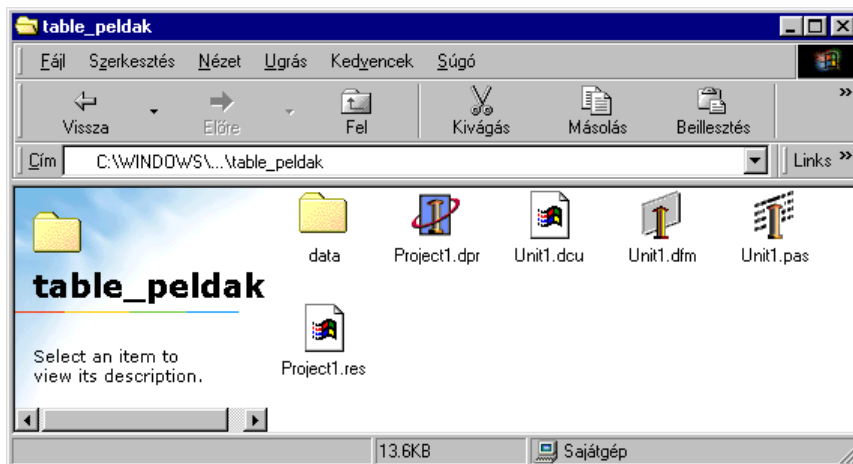 table_peldak
Fájl Szerkesztés Nézet Ugrás Kedvencek Súgó
Vissza Előre Fel Kivágás Másolás Beillesztés »
Cím C:\WINDOWS\...\table_peldak Links »
data Project1.dpr Unit1.dcu Unit1.dfm Unit1.pas
table_peldak
Project1.res
Select an item to
view its description.
13.6KB Sajátgép